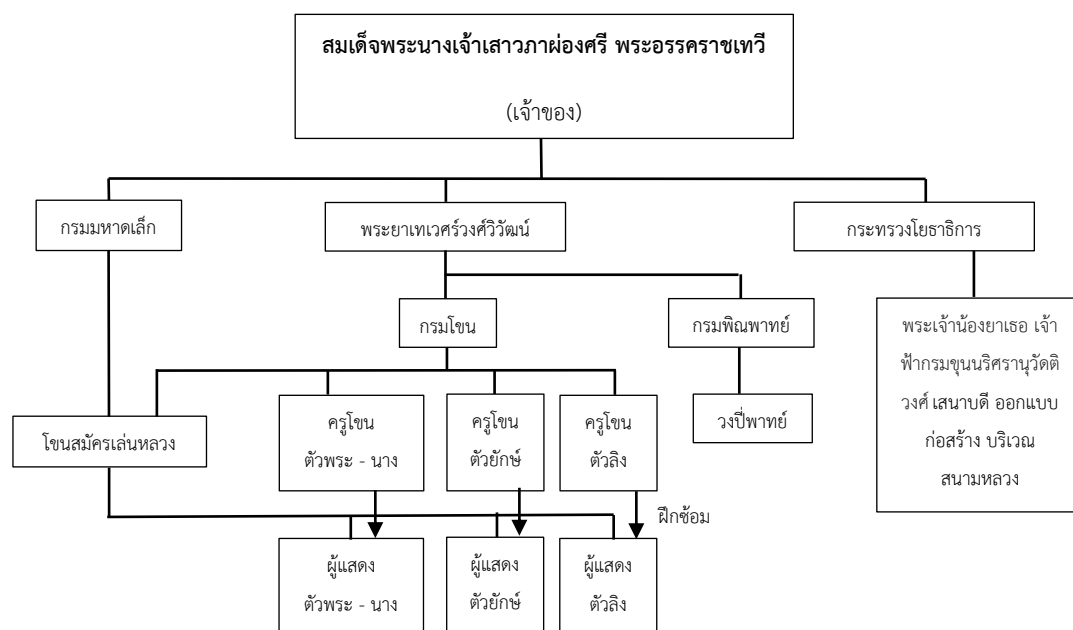 สมเด็จพระนางเจ้าเสาวภาผ่องศรี พระอรรคราชเทวี
(เจ้าของ)
กรมมหาดเล็ก
พระยาเทเวศร์วงศ์วิวัฒน์
กระทรวงโยธาธิการ
กรมโขน
กรมพิณพาทย์
พระเจ้าน้องยาเธอ เจ้า
ฟ้ากรมขุนนริศรานุวัดติ
วงศ์ เสนาบดี ออกแบบ
ก่อสร้าง บริเวณ
สนามหลวง
โขนสมัครเล่นหลวง
ครูโขน
ตัวพระ - นาง
ครูโขน
ตัวยักษ์
ครูโขน
ตัวลิง
วงปี่พาทย์
ฝึกซ้อม
ผู้แสดง
ตัวพระ - นาง
ผู้แสดง
ตัวยักษ์
ผู้แสดง
ตัวลิง